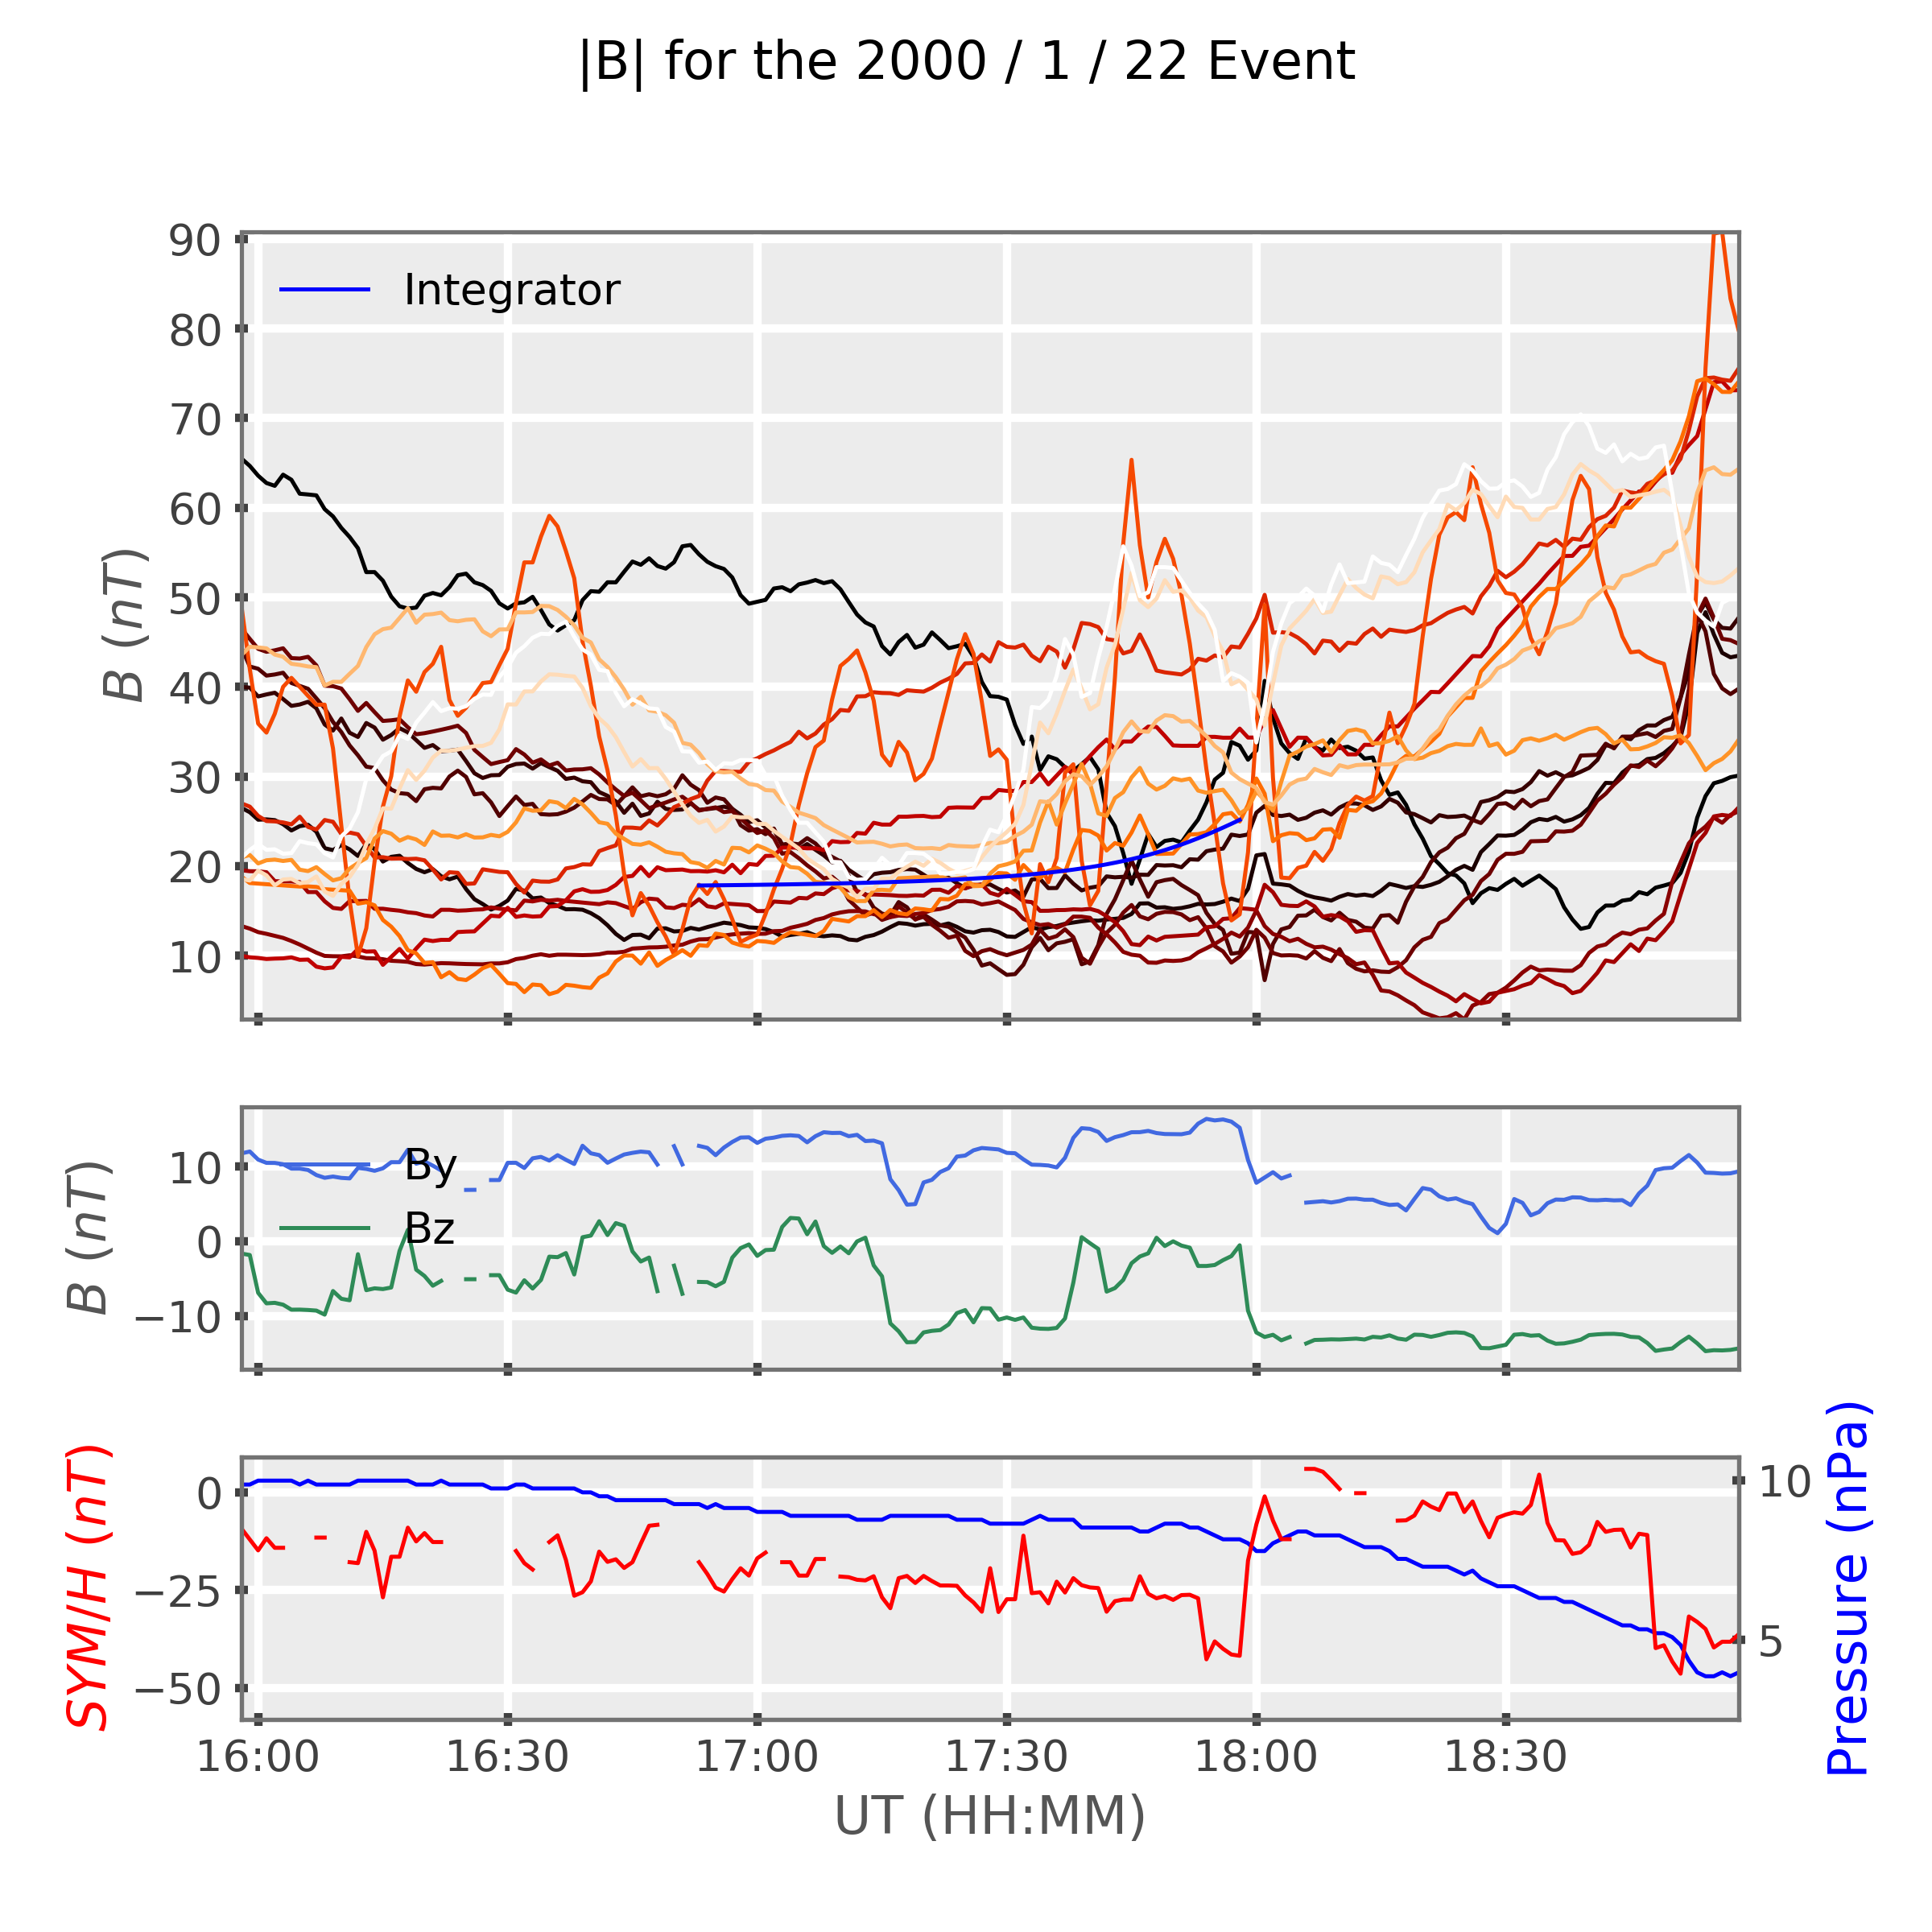 |B| for the 2000 / 1 / 22 Event
90
80
70
60
50
40
30
20
10
B (nT)
Integrator
10
0
−10
B (nT)
By
Bz
0
−25
−50
SYM/H (nT)
10
5
Pressure (nPa)
16:00 16:30 17:00 17:30 18:00 18:30
UT (HH:MM)